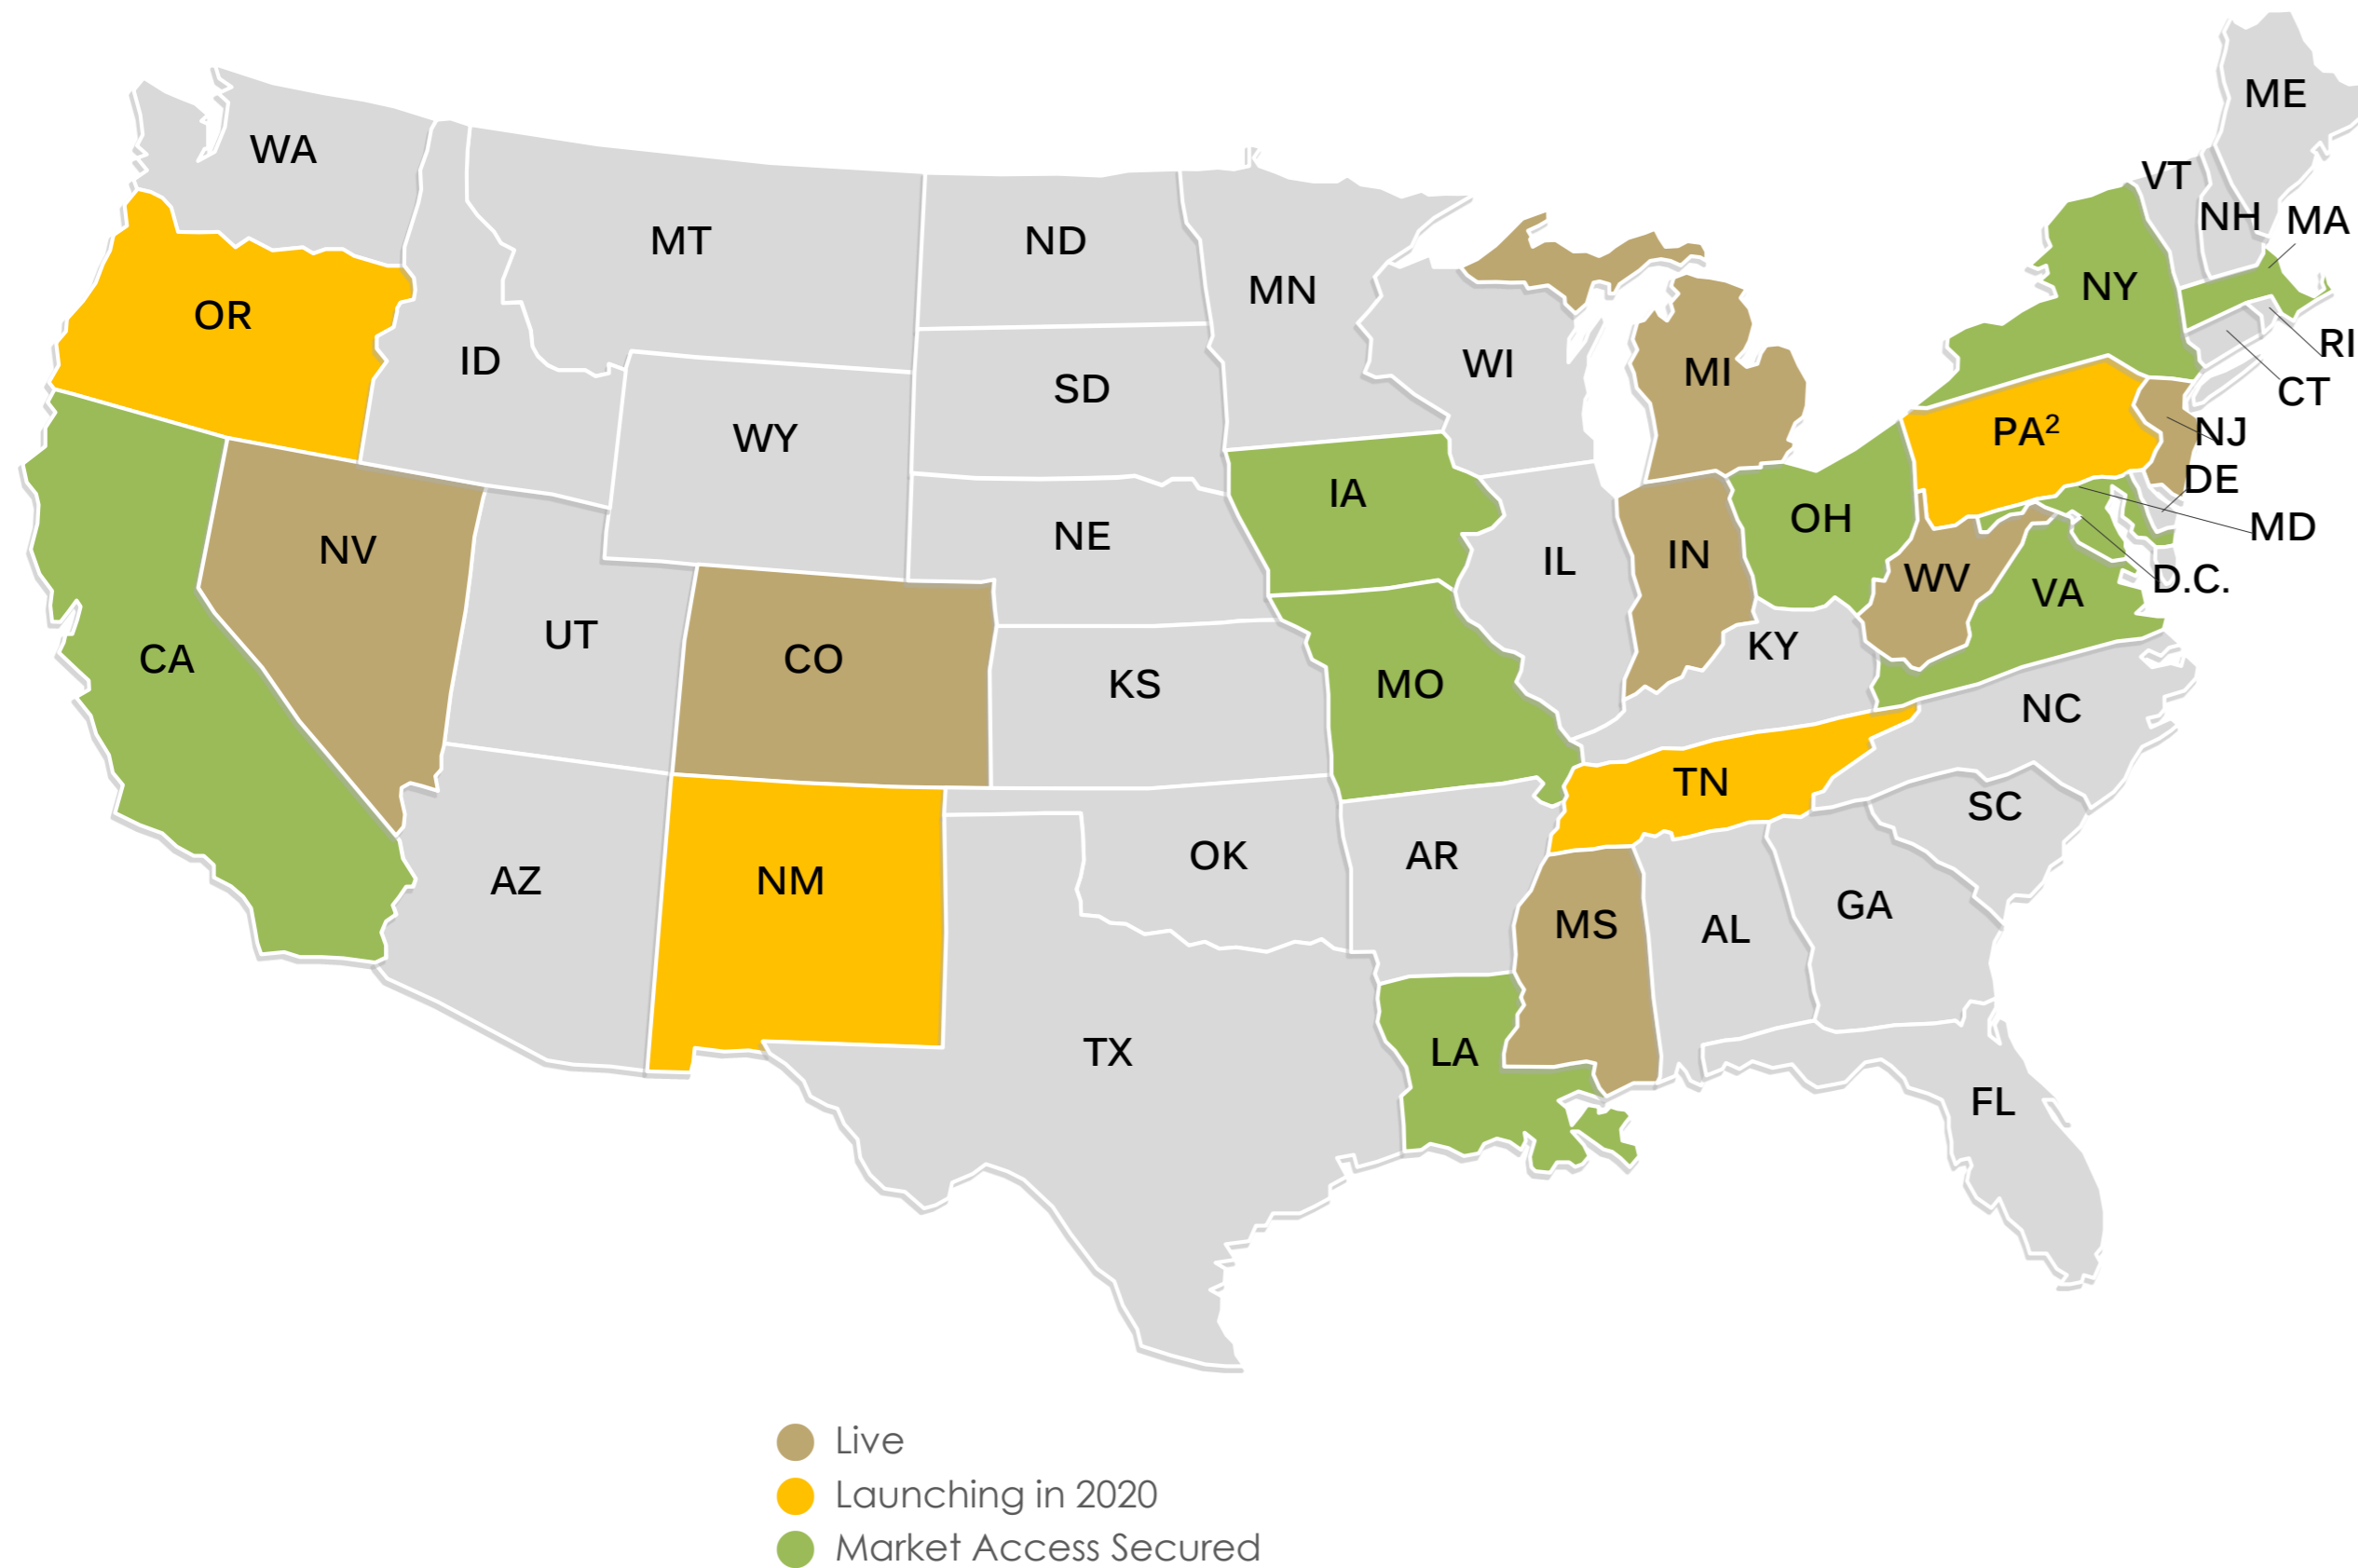 ME
WA
VT
NH
MA
MT
ND
NY
MN
OR
RI
ID
WI
MI
SD
CT
WY
PA²
NJ
DE
IA
OH
MD
NE
NV
IL
IN
WV
D.C.
VA
UT
CA
CO
KY
KS
MO
NC
TN
SC
OK
AR
AZ
NM
GA
MS
AL
TX
LA
FL
Live
Launching in 2020
Market Access Secured